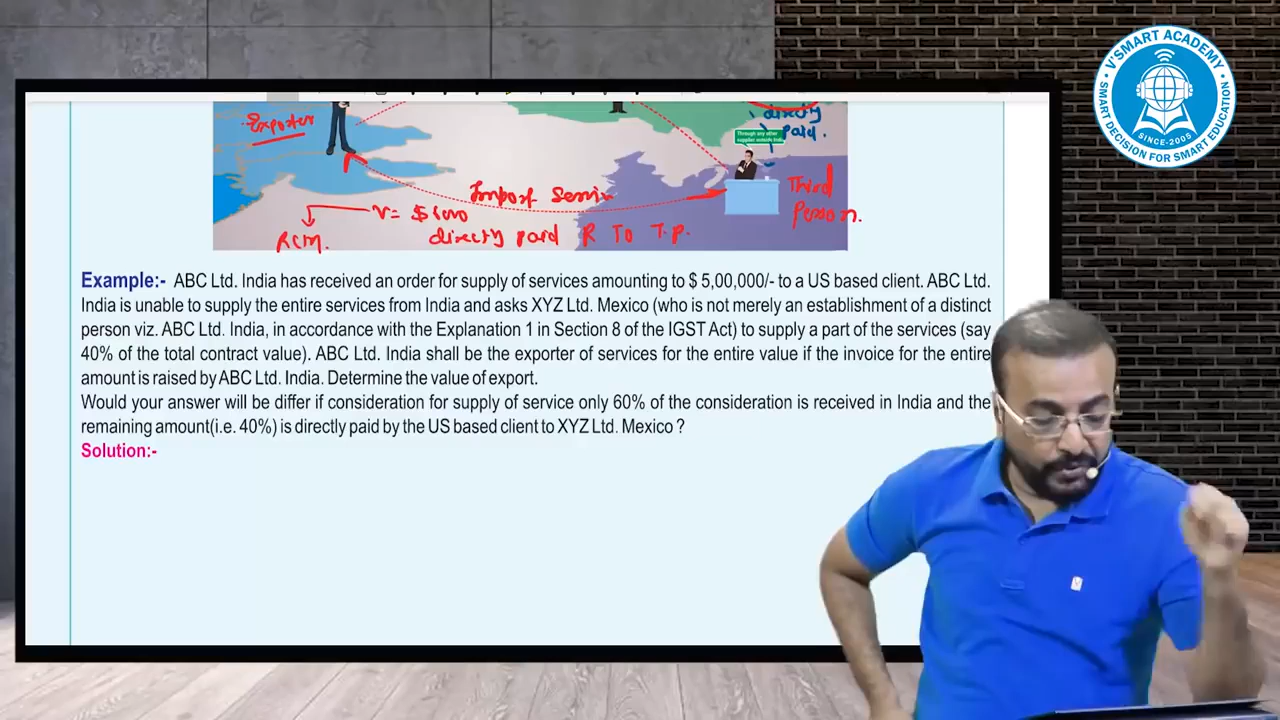 V'SMART ACADEMY
SMART DECISION FOR SMART EDUCATION
SINCE-2005
Exporter
directly
paid.
Through any other
supplier outside India
Third
Person.
Import Servic
V= $
RCM.
directly paid R To T.P.
Example:- ABC Ltd. India has received an order for supply of services amounting to $ 5,00,000/- to a US based client. ABC Ltd.
India is unable to supply the entire services from India and asks XYZ Ltd. Mexico (who is not merely an establishment of a distinct
person viz. ABC Ltd. India, in accordance with the Explanation 1 in Section 8 of the IGST Act) to supply a part of the services (say
40% of the total contract value). ABC Ltd. India shall be the exporter of services for the entire value if the invoice for the entire
amount is raised by ABC Ltd. India. Determine the value of export.
Would your answer will be differ if consideration for supply of service only 60% of the consideration is received in India and the
remaining amount(i.e. 40%) is directly paid by the US based client to XYZ Ltd. Mexico ?
Solution:-